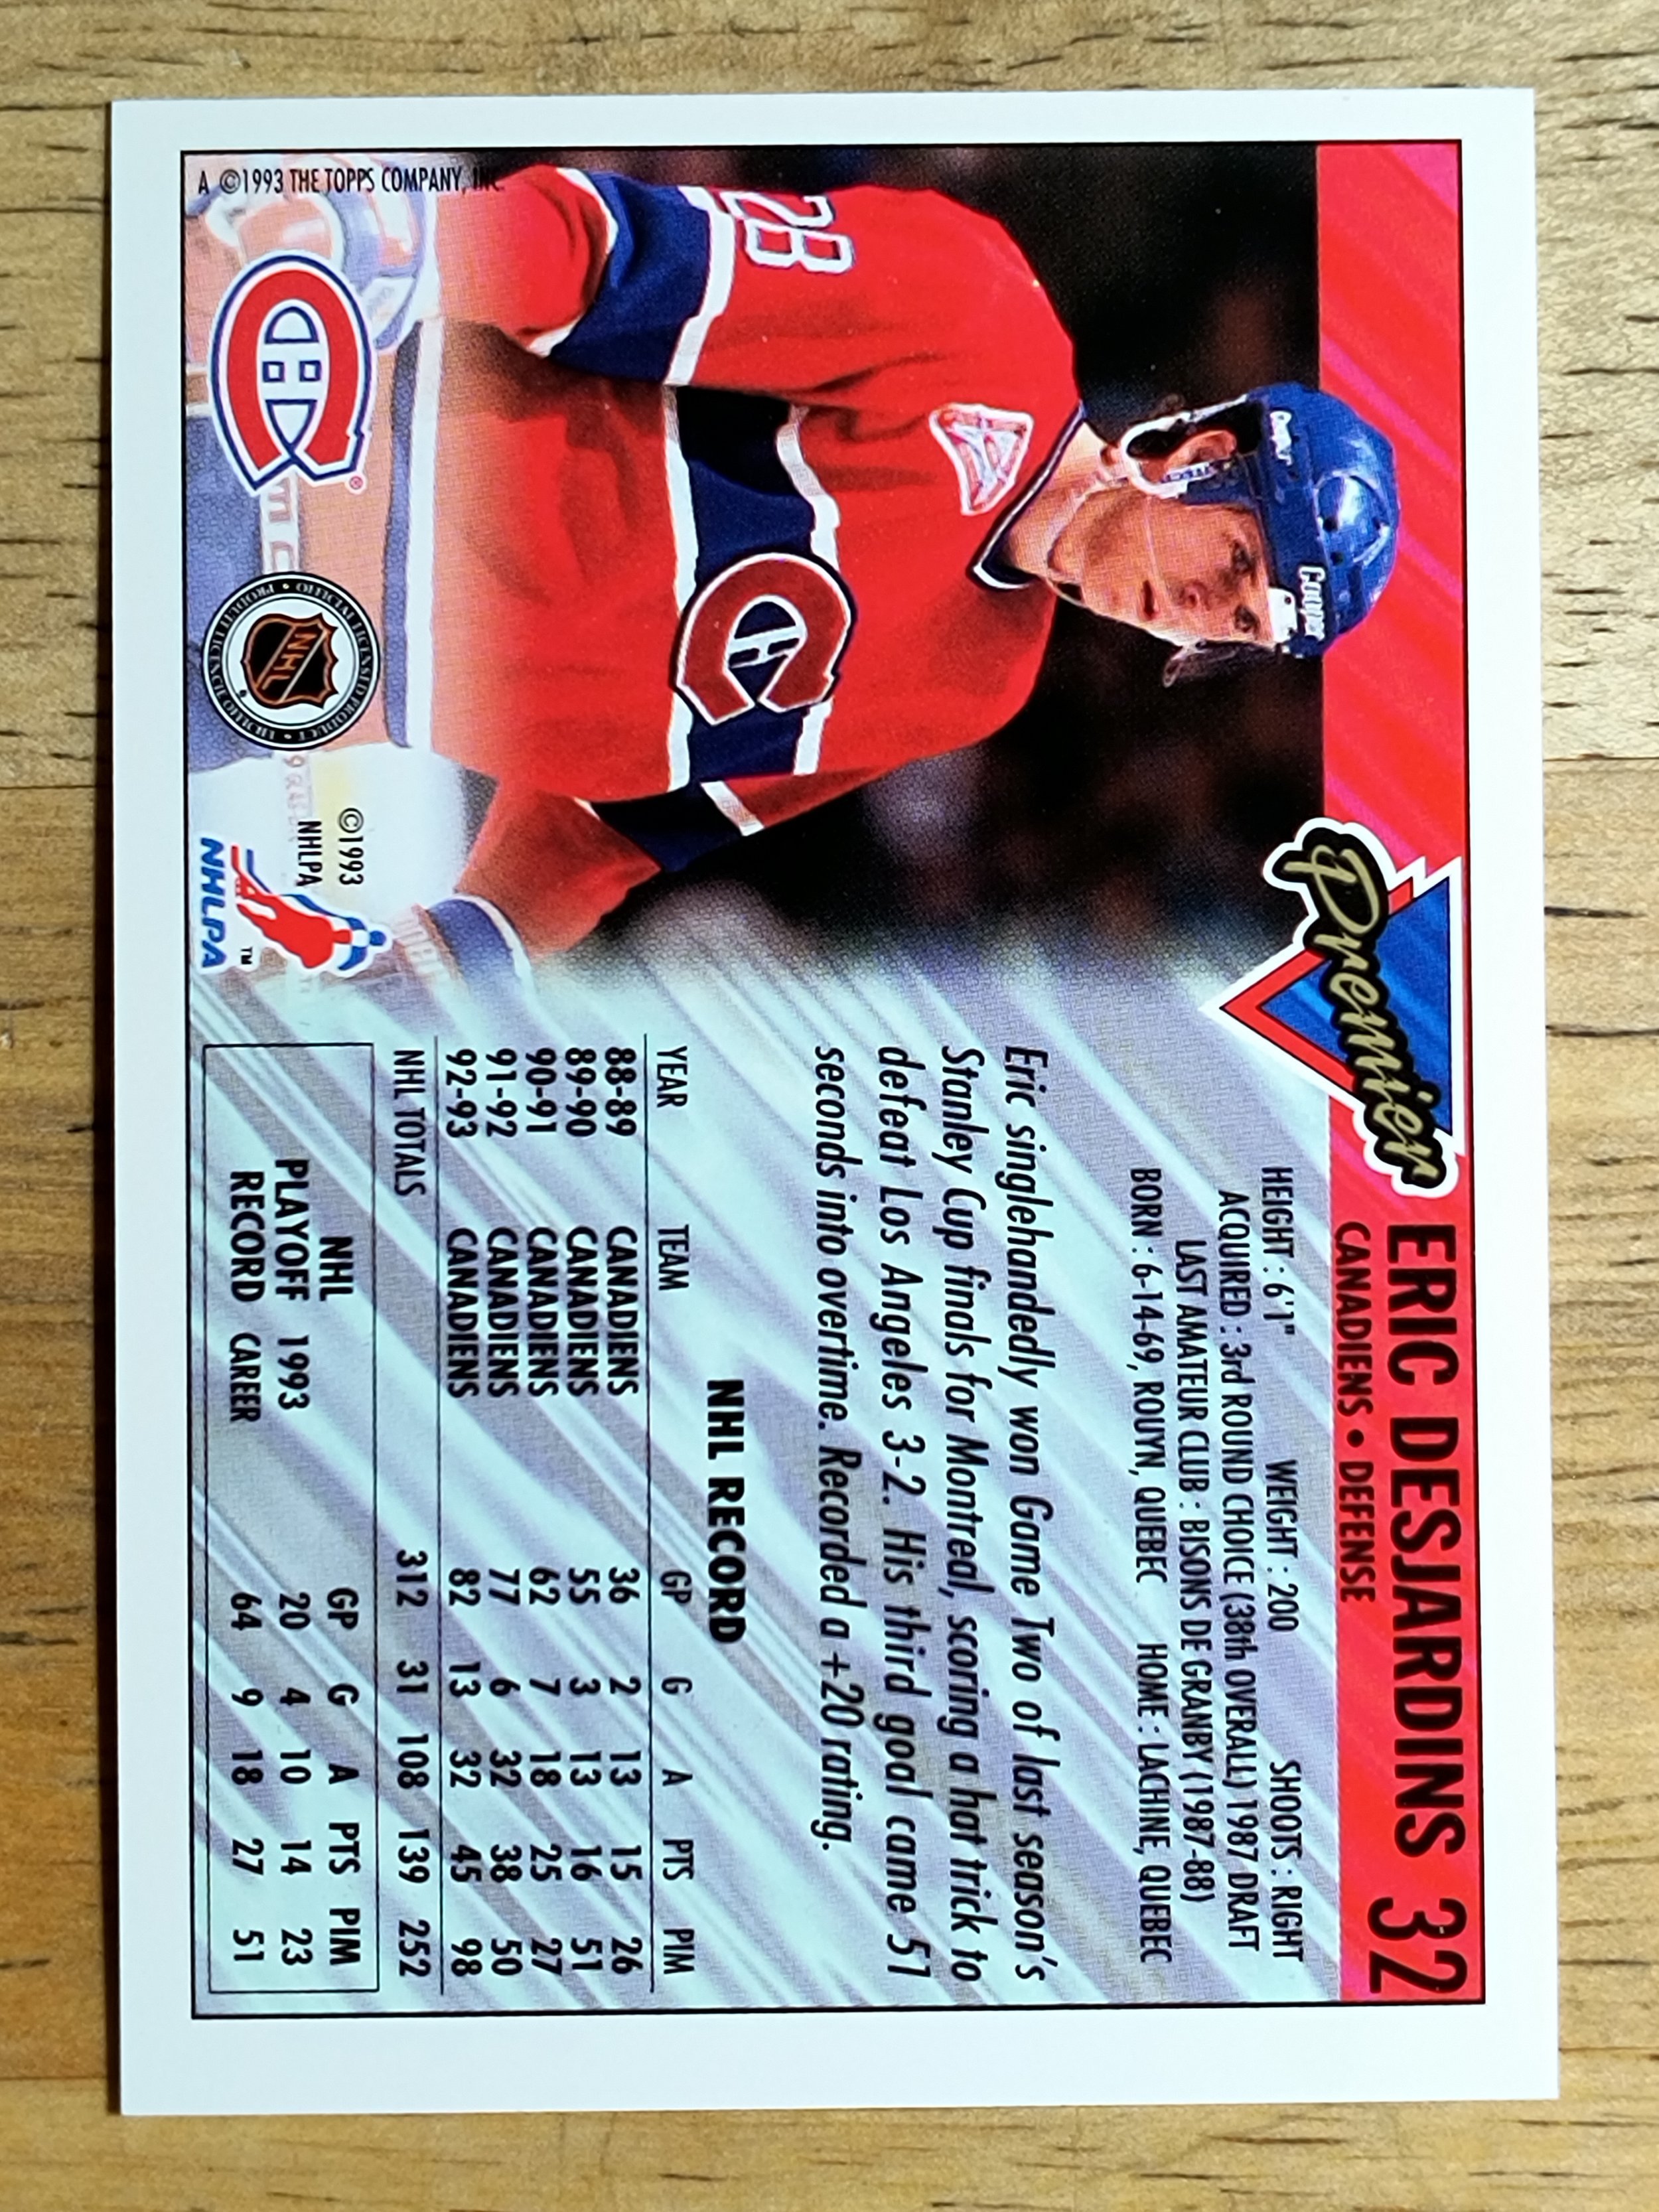 Premier
ERIC DESJARDINS 32
CANADIENS • DEFENSE
HEIGHT : 6'1" WEIGHT : 200 SHOOTS : RIGHT
ACQUIRED : 3rd ROUND CHOICE (38th OVERALL) 1987 DRAFT
LAST AMATEUR CLUB : BISONS DE GRANBY (1987-88)
BORN : 6-14-69, ROUYN, QUEBEC HOME : LACHINE, QUEBEC
Eric singlehandedly won Game Two of last season's
Stanley Cup finals for Montreal, scoring a hat trick to
defeat Los Angeles 3-2. His third goal came 51
seconds into overtime. Recorded a +20 rating.
NHL RECORD
YEAR TEAM GP G A PTS PIM
88-89 CANADIENS 36 2 13 15 26
89-90 CANADIENS 55 3 13 16 51
90-91 CANADIENS 62 7 18 25 27
91-92 CANADIENS 77 6 32 38 50
92-93 CANADIENS 82 13 32 45 98
NHL TOTALS 312 31 108 139 252
NHL GP G A PTS PIM
PLAYOFF 1993 20 4 10 14 23
RECORD CAREER 64 9 18 27 51
Cooper
28
CH
A ©1993 THE TOPPS COMPANY, INC.
CH ®
NHL
©1993
NHLPA
NHLPA ™